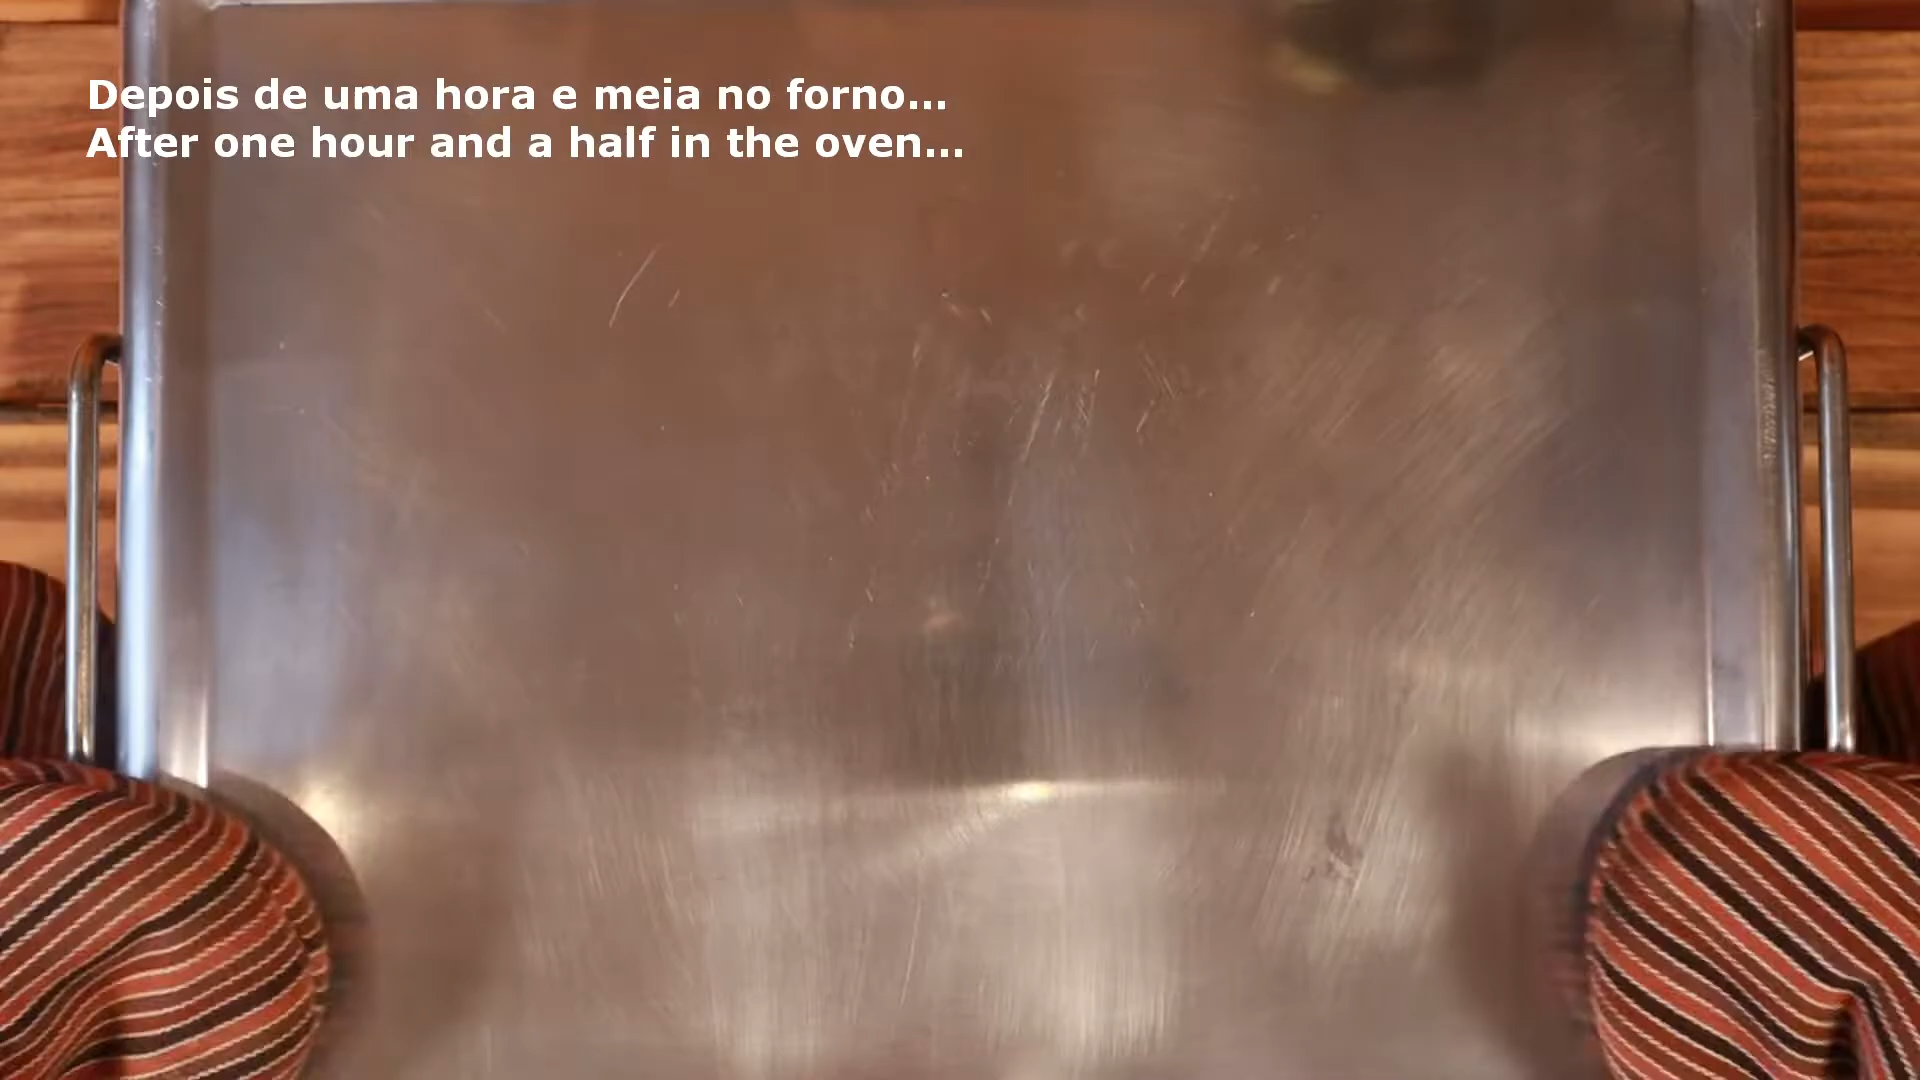 Depois de uma hora e meia no forno...
After one hour and a half in the oven...